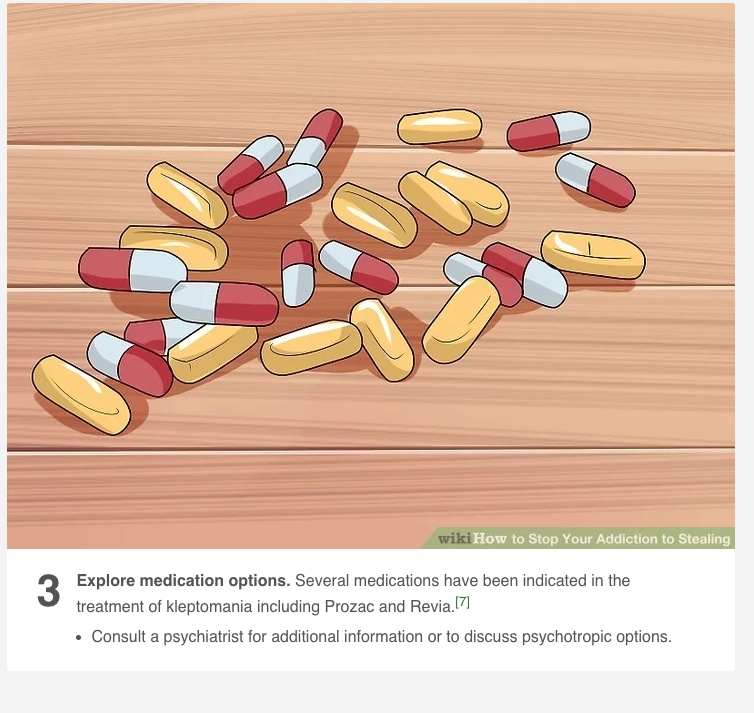 wikiHow to Stop Your Addiction to Stealing
3
Explore medication options. Several medications have been indicated in the
treatment of kleptomania including Prozac and Revia.[7]
• Consult a psychiatrist for additional information or to discuss psychotropic options.